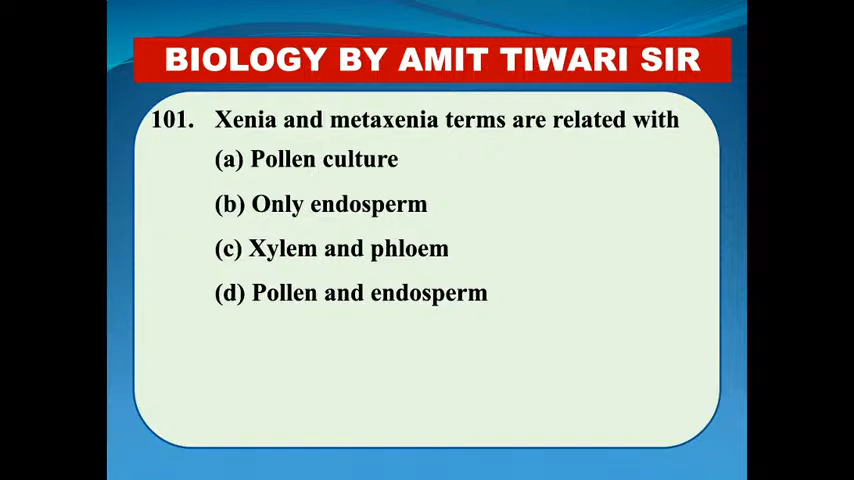 BIOLOGY BY AMIT TIWARI SIR
101. Xenia and metaxenia terms are related with
(a) Pollen culture
(b) Only endosperm
(c) Xylem and phloem
(d) Pollen and endosperm